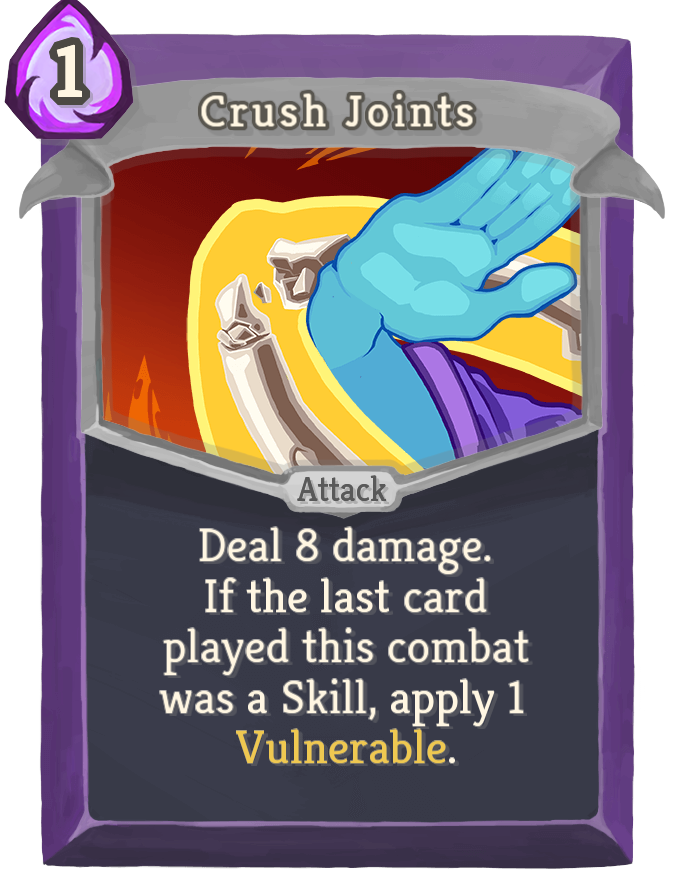 1
Crush Joints
Attack
Deal 8 damage.
If the last card
played this combat
was a Skill, apply 1
Vulnerable.